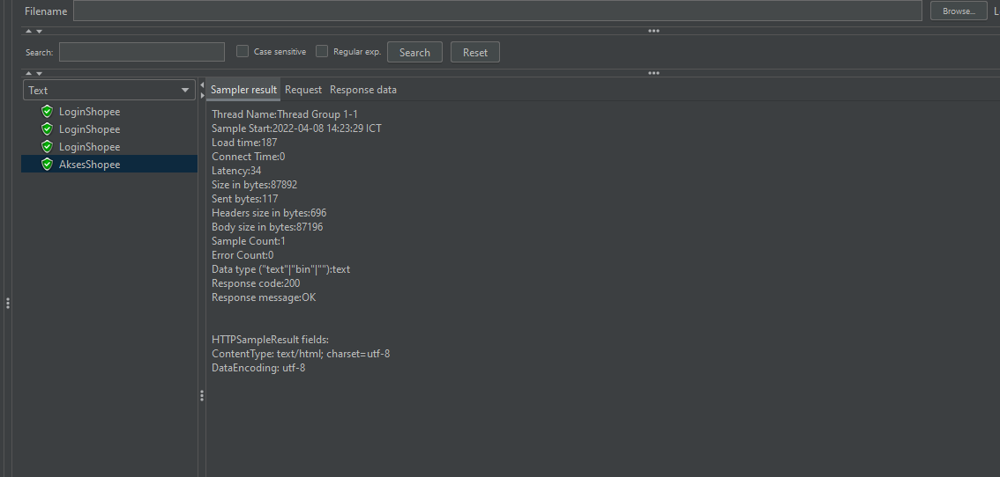 Filename
Browse...
L
Search:
Case sensitive
Regular exp.
Search
Reset
Text
LoginShopee
LoginShopee
LoginShopee
AksesShopee
Sampler result
Request
Response data
Thread Name:Thread Group 1-1
Sample Start:2022-04-08 14:23:29 ICT
Load time:187
Connect Time:0
Latency:34
Size in bytes:87892
Sent bytes:117
Headers size in bytes:696
Body size in bytes:87196
Sample Count:1
Error Count:0
Data type ("text"|"bin"|""):text
Response code:200
Response message:OK
HTTPSampleResult fields:
ContentType: text/html; charset=utf-8
DataEncoding: utf-8